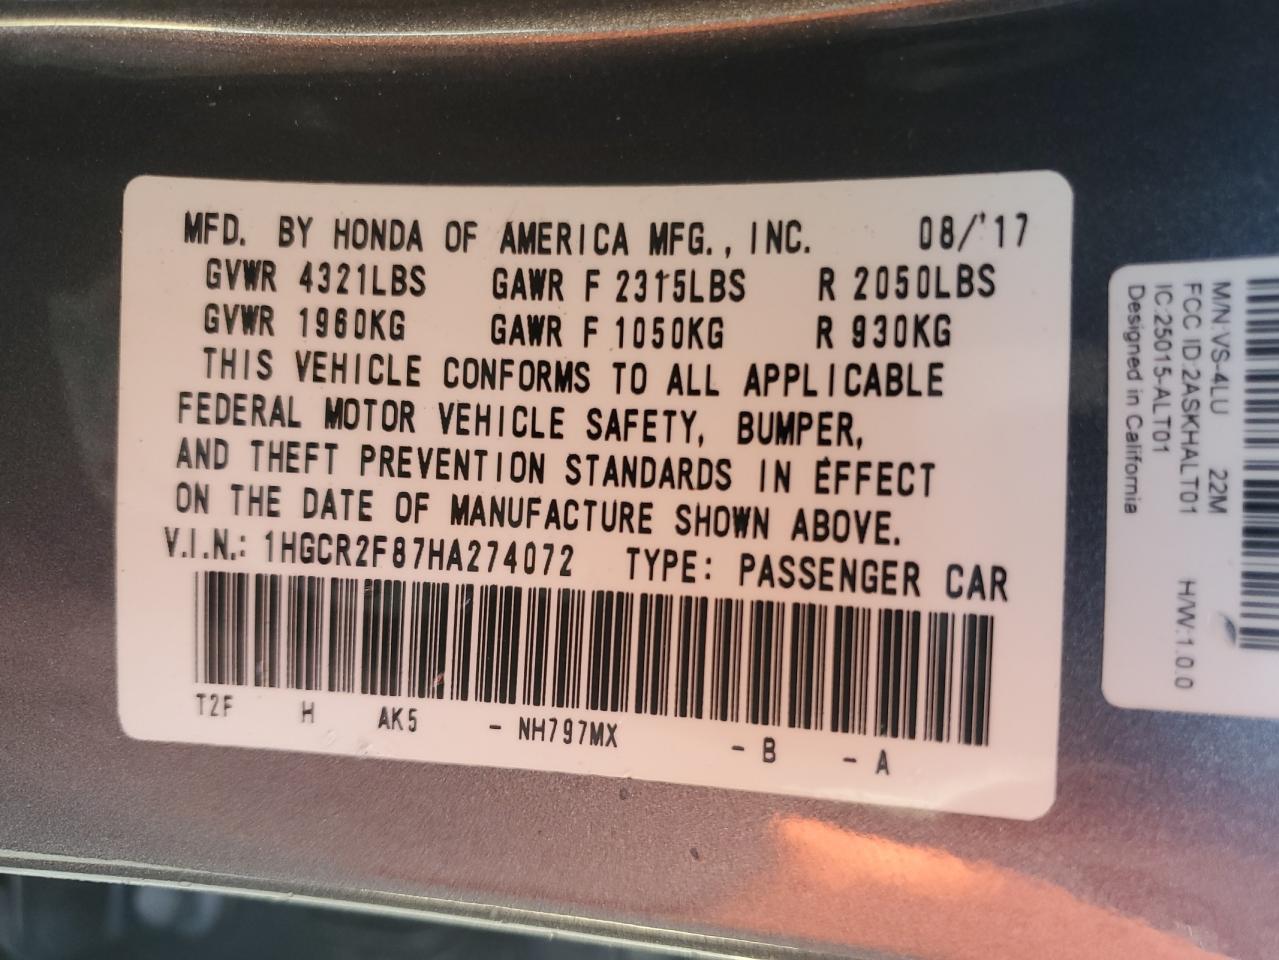 MFD. BY HONDA OF AMERICA MFG., INC. 08/'17
GVWR 4321LBS GAWR F 2315LBS R 2050LBS
GVWR 1960KG GAWR F 1050KG R 930KG
THIS VEHICLE CONFORMS TO ALL APPLICABLE
FEDERAL MOTOR VEHICLE SAFETY, BUMPER,
AND THEFT PREVENTION STANDARDS IN EFFECT
ON THE DATE OF MANUFACTURE SHOWN ABOVE.
V.I.N.: 1HGCR2F87HA274072 TYPE: PASSENGER CAR
T2F H AK5 - NH797MX - B - A
M/N:VS-4LU 22M
FCC ID:2ASKHALT01 H/W:1.0.0
IC:25015-ALT01
Designed in California